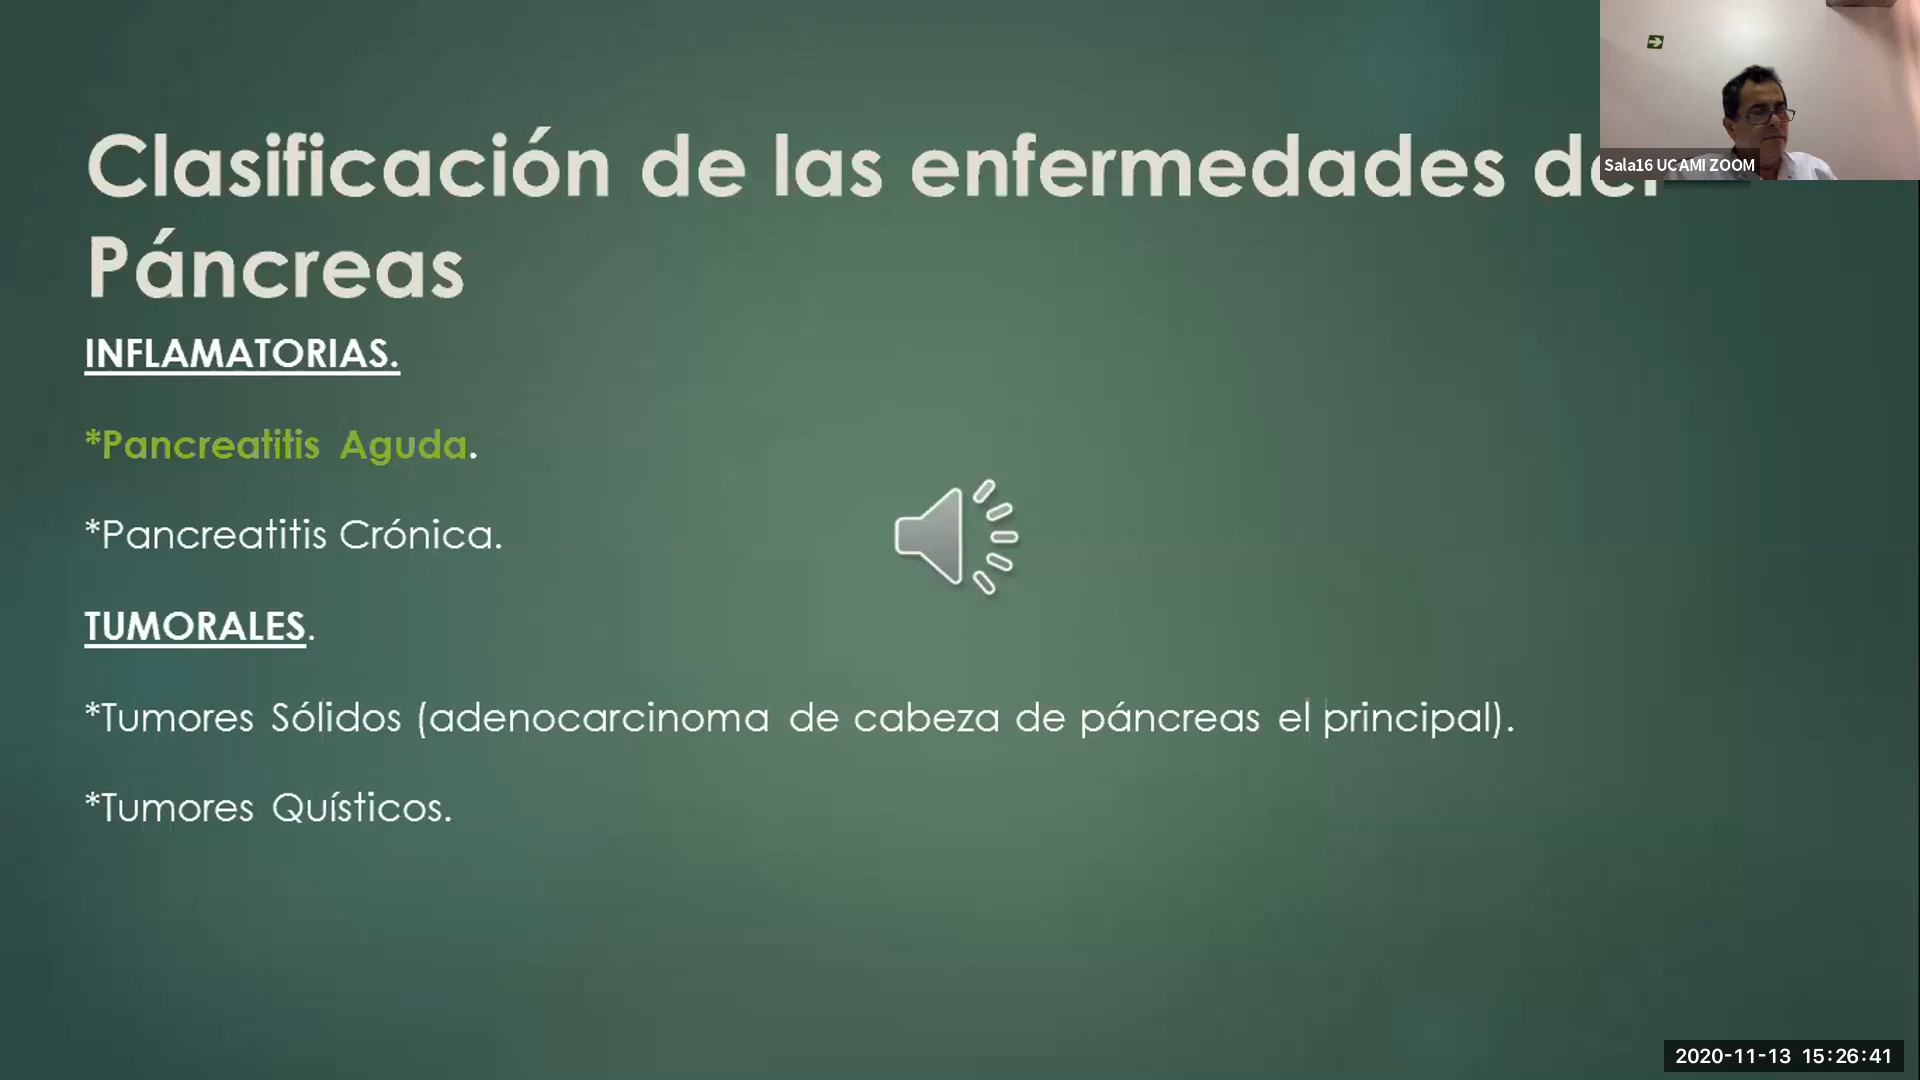 Clasificación de las enfermedades del
Páncreas
INFLAMATORIAS.
*Pancreatitis Aguda.
*Pancreatitis Crónica.
TUMORALES.
*Tumores Sólidos (adenocarcinoma de cabeza de páncreas el principal).
*Tumores Quísticos.
Sala16 UCAMI ZOOM
2020-11-13 15:26:41